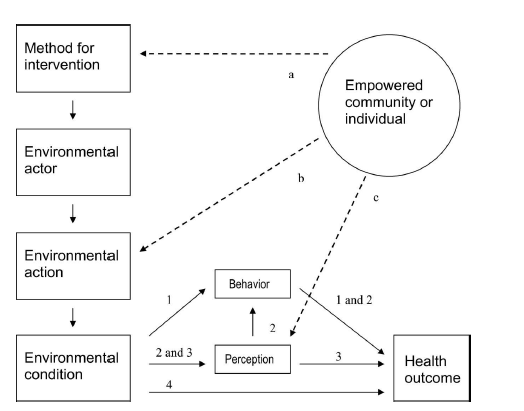 Method for
intervention
a
Empowered
community or
individual
Environmental
actor
b
c
Environmental
action
Behavior
1
1 and 2
2
Environmental
condition
2 and 3
Perception
3
4
Health
outcome